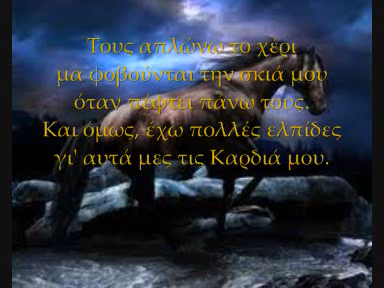 Τους απλώνω το χέρι
μα φοβούνται την σκιά μου
όταν πέφτει πάνω τους.
Και όμως, έχω πολλές ελπίδες
γι' αυτά μες τις Καρδιά μου.